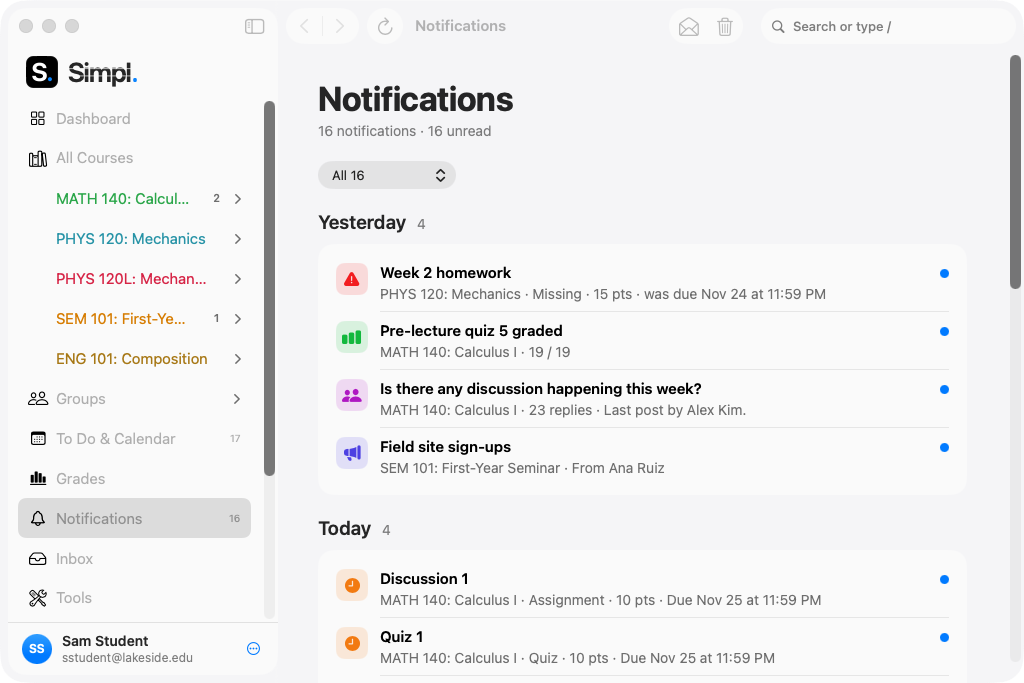 Notifications
Search or type /
S.
Simpl.
Dashboard
All Courses
MATH 140: Calcul... 2
PHYS 120: Mechanics
PHYS 120L: Mechan...
SEM 101: First-Ye... 1
ENG 101: Composition
Groups
To Do & Calendar 17
Grades
Notifications 16
Inbox
Tools
SS
Sam Student
sstudent@lakeside.edu
Notifications
16 notifications · 16 unread
All 16
Yesterday 4
Week 2 homework
PHYS 120: Mechanics · Missing · 15 pts · was due Nov 24 at 11:59 PM
Pre-lecture quiz 5 graded
MATH 140: Calculus I · 19 / 19
Is there any discussion happening this week?
MATH 140: Calculus I · 23 replies · Last post by Alex Kim.
Field site sign-ups
SEM 101: First-Year Seminar · From Ana Ruiz
Today 4
Discussion 1
MATH 140: Calculus I · Assignment · 10 pts · Due Nov 25 at 11:59 PM
Quiz 1
MATH 140: Calculus I · Quiz · 10 pts · Due Nov 25 at 11:59 PM